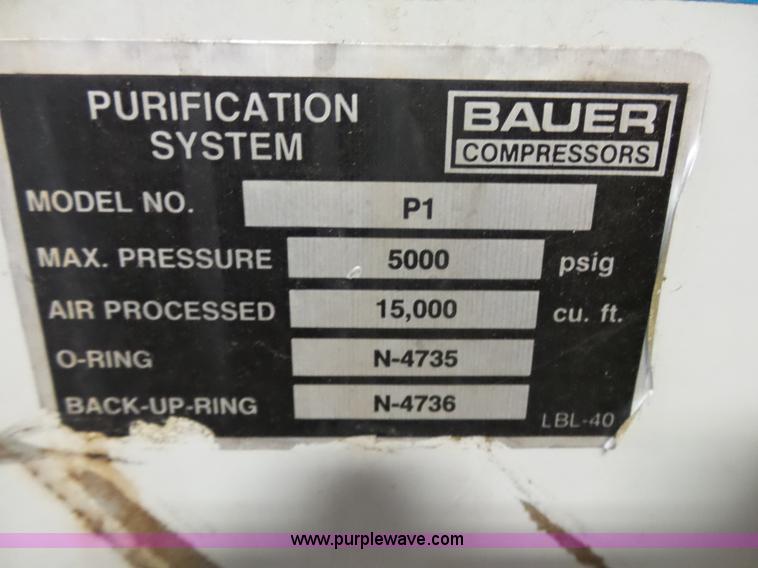 PURIFICATION
SYSTEM
BAUER
COMPRESSORS
MODEL NO. P1
MAX. PRESSURE 5000 psig
AIR PROCESSED 15,000 cu. ft.
O-RING N-4735
BACK-UP-RING N-4736
LBL-40
www.purplewave.com